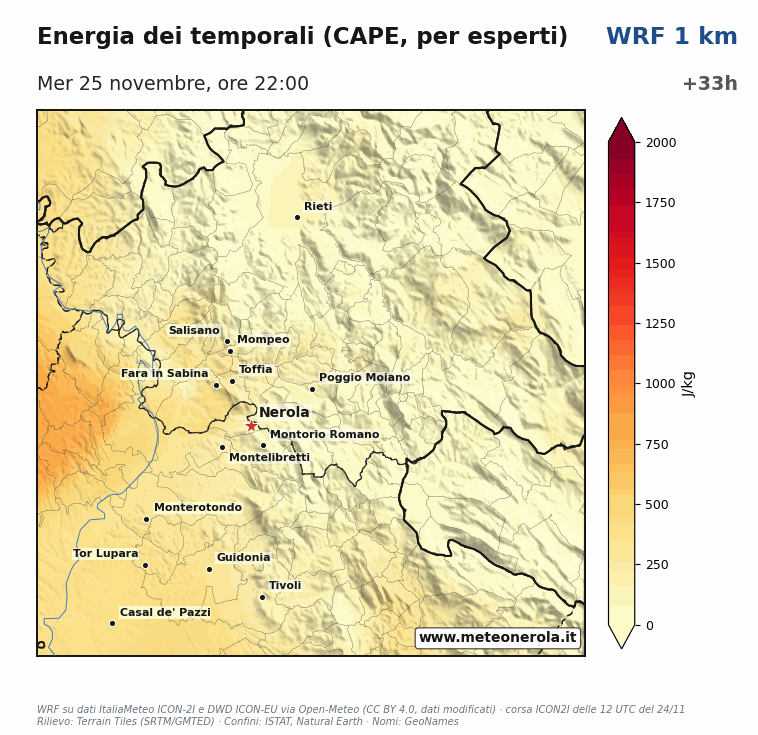 Energia dei temporali (CAPE, per esperti)
WRF 1 km
Mer 25 novembre, ore 22:00
+33h
Rieti
Salisano
Mompeo
Fara in Sabina
Toffia
Poggio Moiano
Nerola
Montorio Romano
Montelibretti
Monterotondo
Tor Lupara
Guidonia
Tivoli
Casal de' Pazzi
www.meteonerola.it
2000
1750
1500
1250
1000
750
500
250
0
J/kg
WRF su dati ItaliaMeteo ICON-2I e DWD ICON-EU via Open-Meteo (CC BY 4.0, dati modificati) · corsa ICON2I delle 12 UTC del 24/11
Rilievo: Terrain Tiles (SRTM/GMTED) · Confini: ISTAT, Natural Earth · Nomi: GeoNames